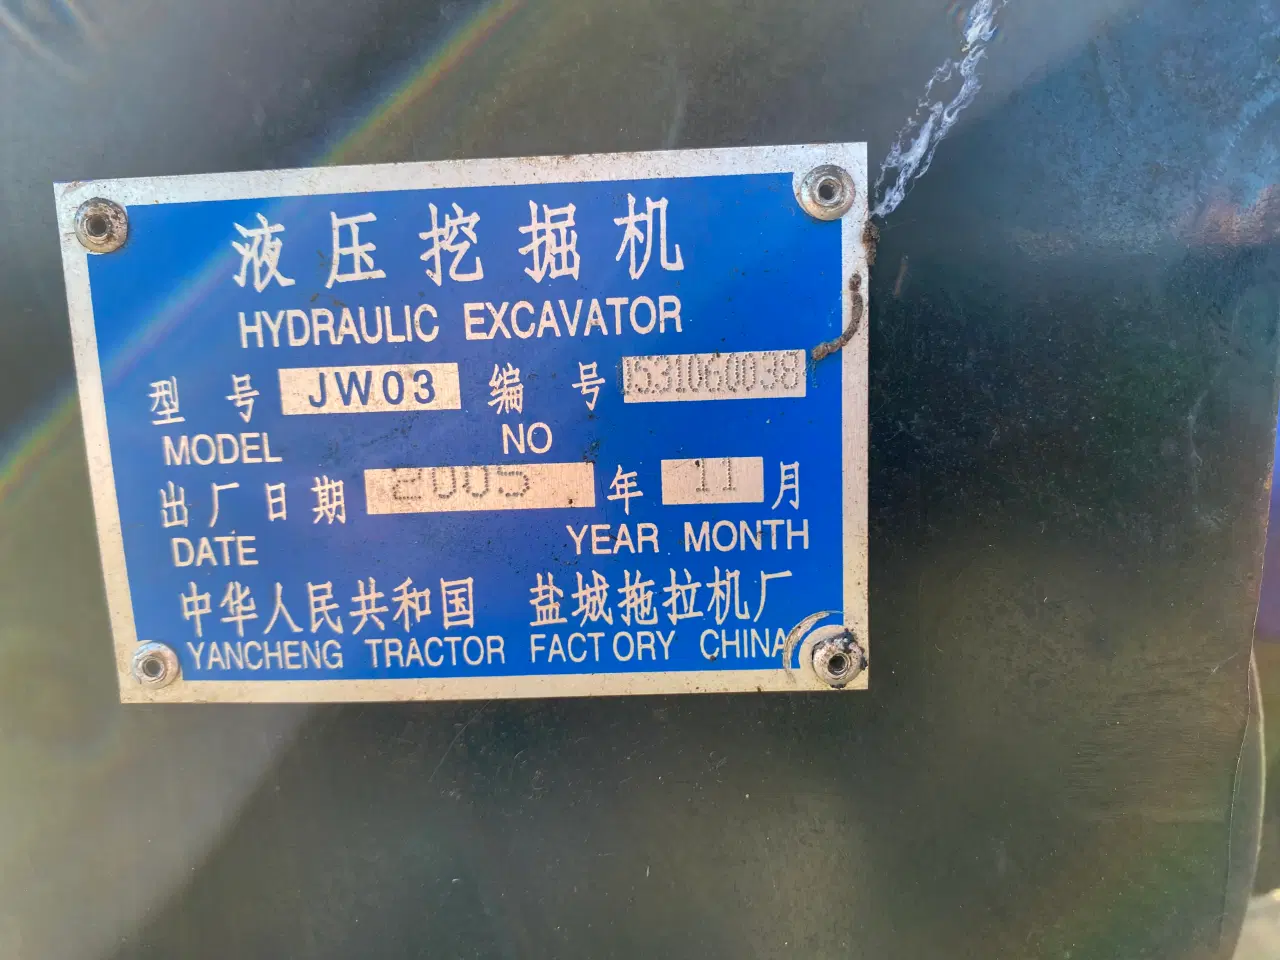 液压挖掘机
HYDRAULIC EXCAVATOR
型号 JW03 编号 1531060038
MODEL NO
出厂日期 2005 年 11 月
DATE YEAR MONTH
中华人民共和国 盐城拖拉机厂
YANCHENG TRACTOR FACTORY CHINA